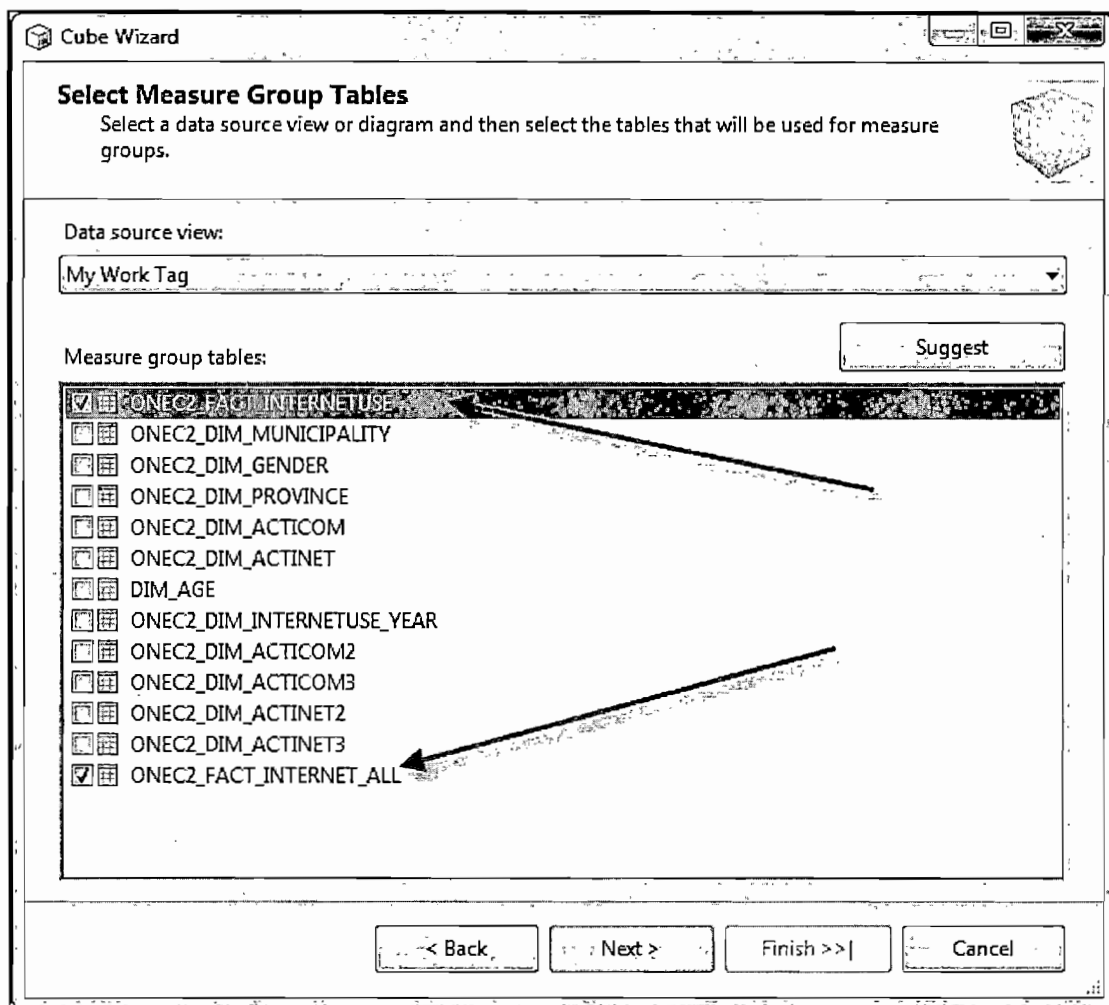 Cube Wizard
Select Measure Group Tables
Select a data source view or diagram and then select the tables that will be used for measure
groups.
Data source view:
My Work Tag
Suggest
Measure group tables:
ONEC2_FACT_INTERNETUSE
ONEC2_DIM_MUNICIPALITY
ONEC2_DIM_GENDER
ONEC2_DIM_PROVINCE
ONEC2_DIM_ACTICOM
ONEC2_DIM_ACTINET
DIM_AGE
ONEC2_DIM_INTERNETUSE_YEAR
ONEC2_DIM_ACTICOM2
ONEC2_DIM_ACTICOM3
ONEC2_DIM_ACTINET2
ONEC2_DIM_ACTINET3
ONEC2_FACT_INTERNET_ALL
< Back Next > Finish >>| Cancel